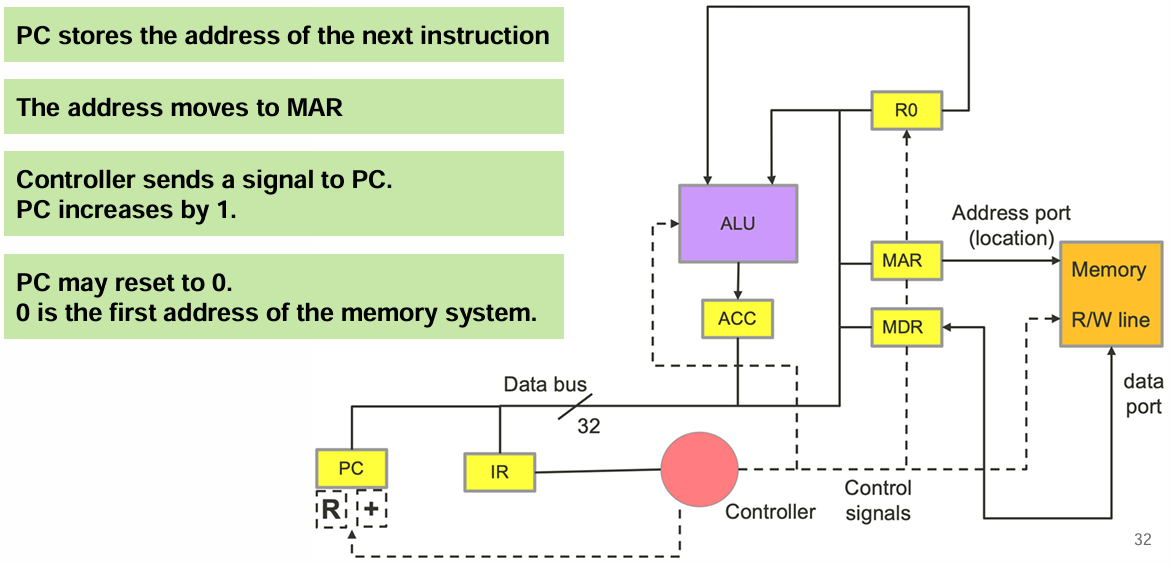 PC stores the address of the next instruction
The address moves to MAR
Controller sends a signal to PC.
PC increases by 1.
PC may reset to 0.
0 is the first address of the memory system.
R0
ALU
Address port
(location)
MAR
Memory
ACC
MDR
R/W line
Data bus
32
data
port
PC
IR
R
+
Controller
Control
signals
32